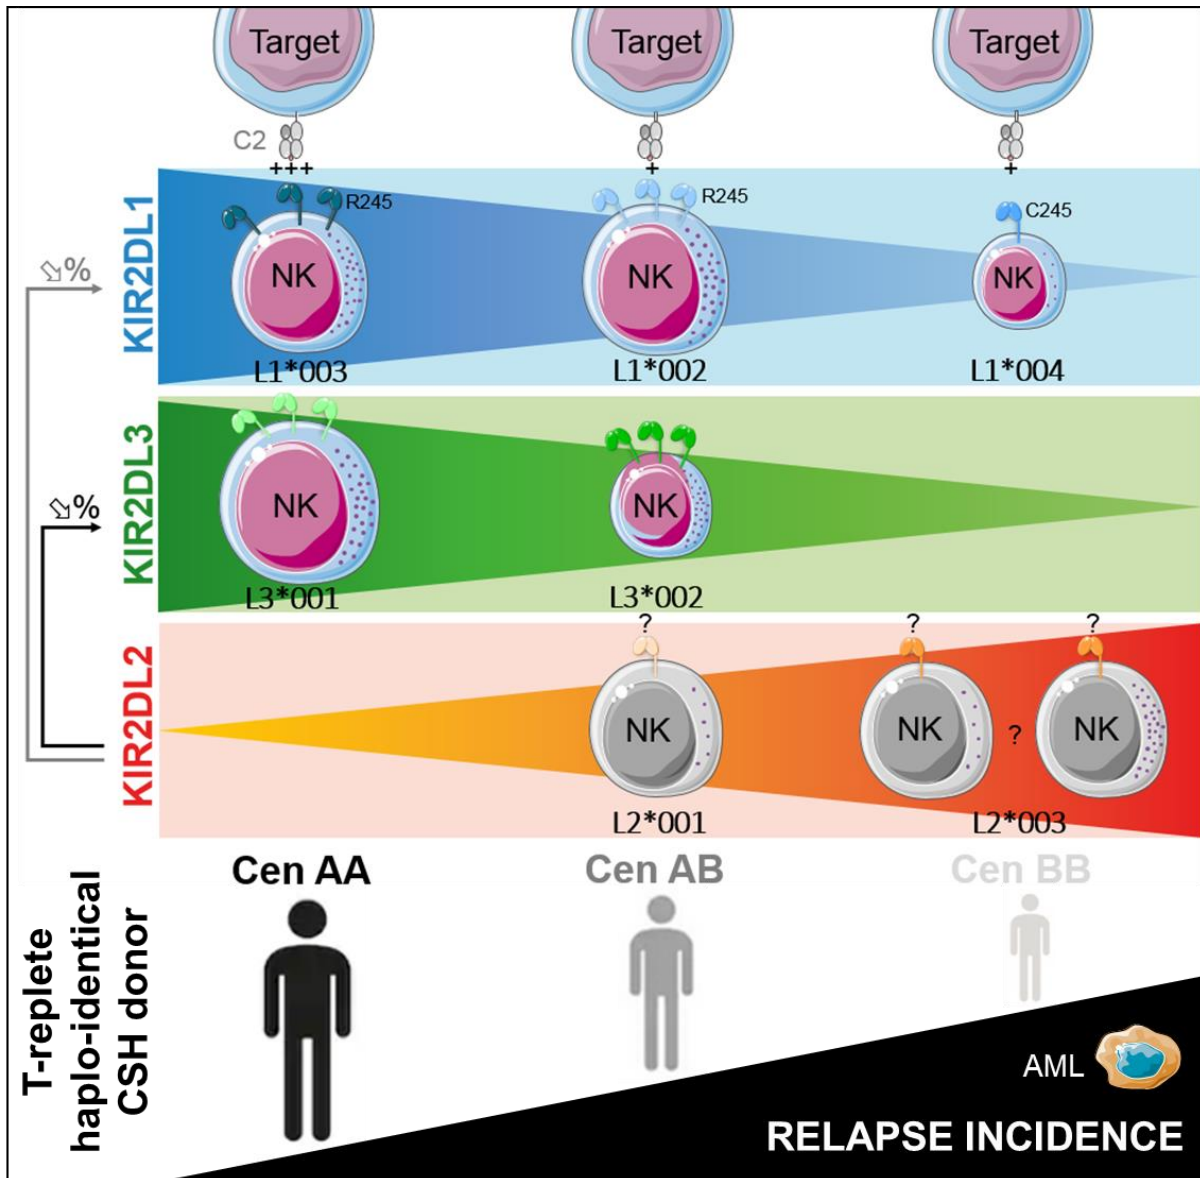 Target
Target
Target
C2
+++
+
+
KIR2DL1
R245
R245
C245
NK
NK
NK
L1*003
L1*002
L1*004
%
KIR2DL3
NK
NK
L3*001
L3*002
%
KIR2DL2
?
?
?
NK
NK
?
NK
L2*001
L2*003
Cen AA
Cen AB
Cen BB
T-replete
haplo-identical
CSH donor
AML
RELAPSE INCIDENCE